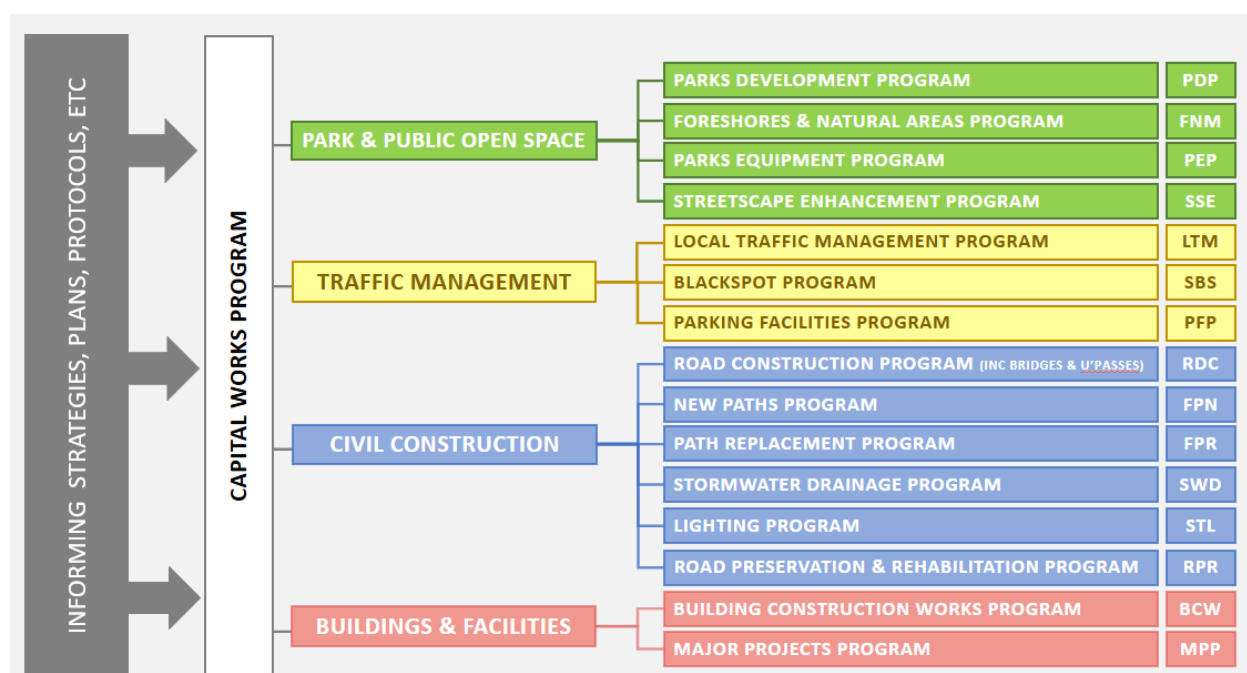 INFORMING STRATEGIES, PLANS, PROTOCOLS, ETC
CAPITAL WORKS PROGRAM
PARK & PUBLIC OPEN SPACE
PARKS DEVELOPMENT PROGRAM PDP
FORESHORES & NATURAL AREAS PROGRAM FNM
PARKS EQUIPMENT PROGRAM PEP
STREETSCAPE ENHANCEMENT PROGRAM SSE
TRAFFIC MANAGEMENT
LOCAL TRAFFIC MANAGEMENT PROGRAM LTM
BLACKSPOT PROGRAM SBS
PARKING FACILITIES PROGRAM PFP
CIVIL CONSTRUCTION
ROAD CONSTRUCTION PROGRAM (INC BRIDGES & U'PASSES) RDC
NEW PATHS PROGRAM FPN
PATH REPLACEMENT PROGRAM FPR
STORMWATER DRAINAGE PROGRAM SWD
LIGHTING PROGRAM STL
ROAD PRESERVATION & REHABILITATION PROGRAM RPR
BUILDINGS & FACILITIES
BUILDING CONSTRUCTION WORKS PROGRAM BCW
MAJOR PROJECTS PROGRAM MPP